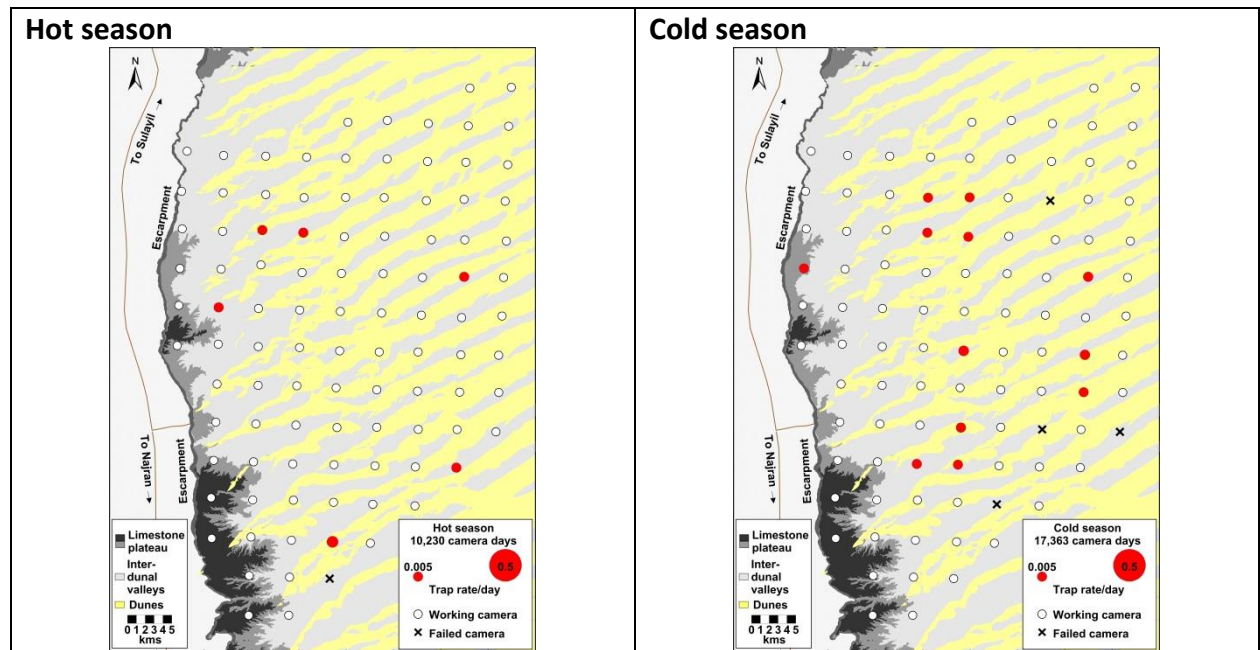 Hot season
N
To Sulayil →
Escarpment
To Najran →
Escarpment
Limestone
plateau
Inter-
dunal
valleys
Dunes
0 1 2 3 4 5
kms
Hot season
10,230 camera days
0.005
0.5
Trap rate/day
Working camera
Failed camera
Cold season
N
To Sulayil →
Escarpment
To Najran →
Escarpment
Limestone
plateau
Inter-
dunal
valleys
Dunes
0 1 2 3 4 5
kms
Cold season
17,363 camera days
0.005
0.5
Trap rate/day
Working camera
Failed camera